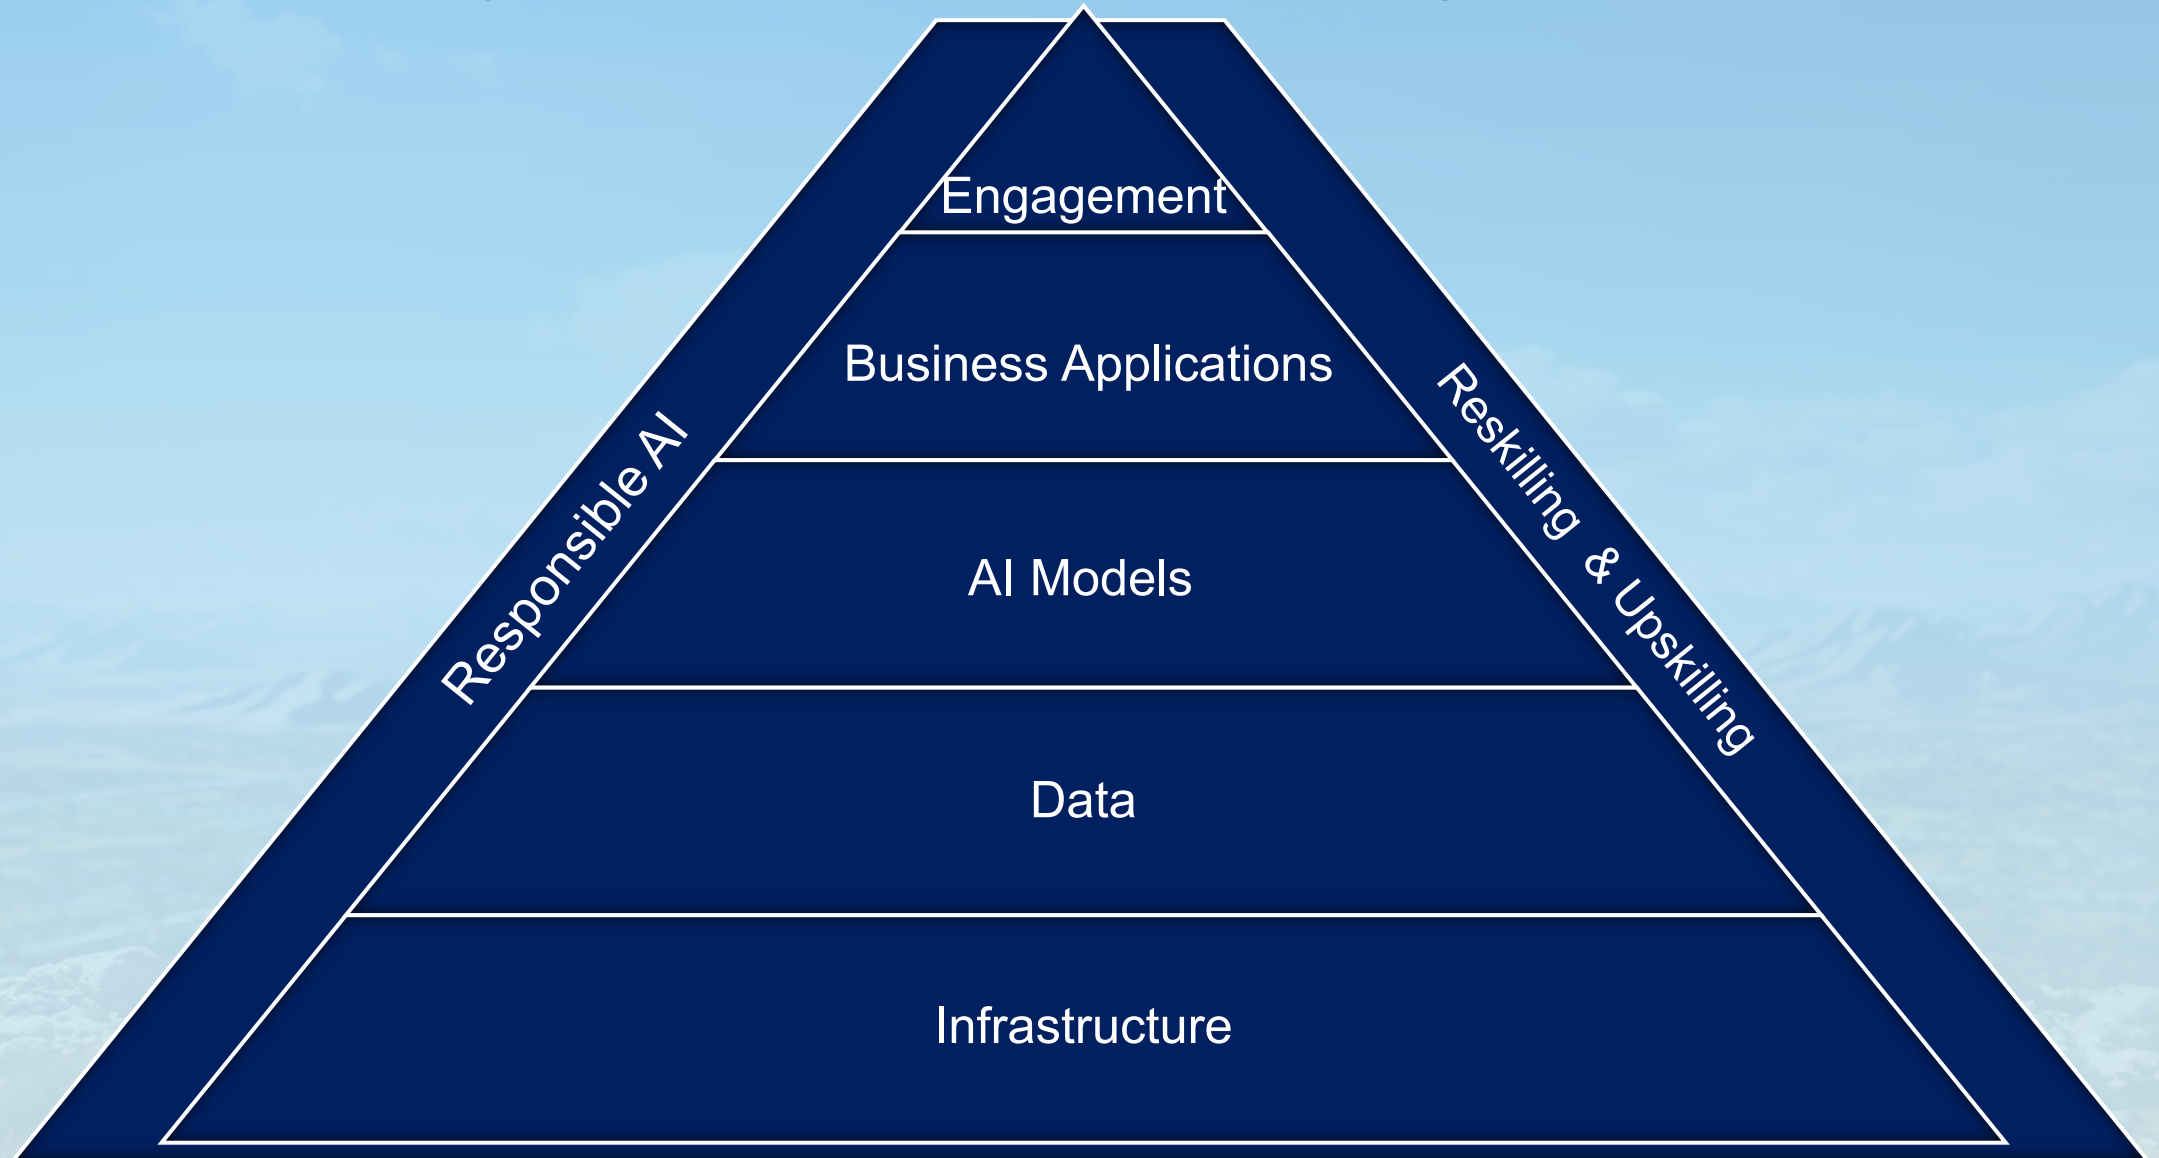 Engagement
Business Applications
AI Models
Data
Infrastructure
Responsible AI
Reskilling & Upskilling